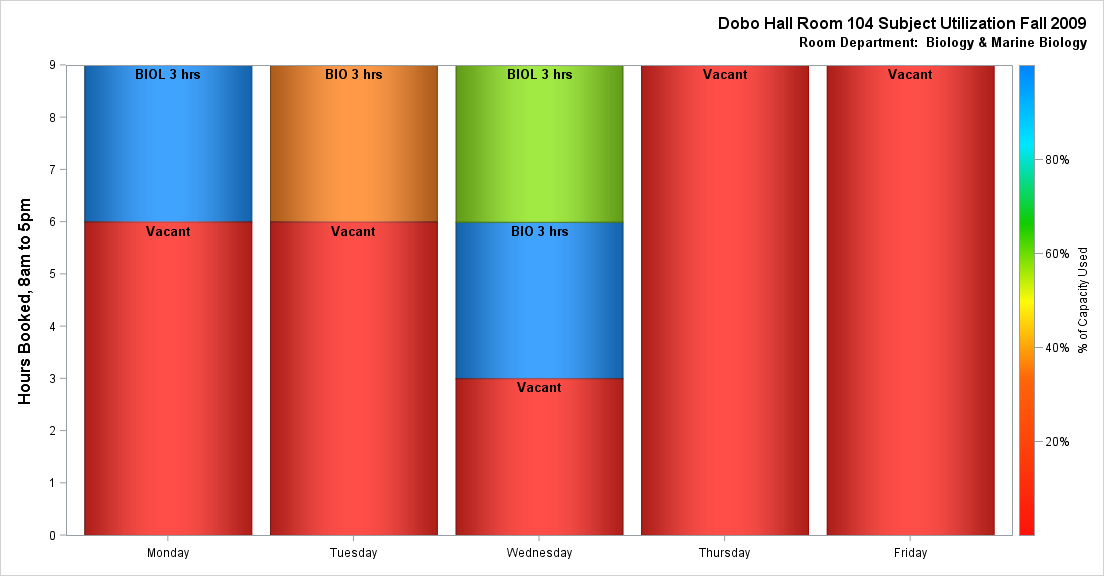 Dobo Hall Room 104 Subject Utilization Fall 2009
Room Department:  Biology & Marine Biology
Hours Booked, 8am to 5pm
9
8
7
6
5
4
3
2
1
0
BIOL 3 hrs
Vacant
BIO 3 hrs
Vacant
BIOL 3 hrs
BIO 3 hrs
Vacant
Vacant
Vacant
Monday
Tuesday
Wednesday
Thursday
Friday
80%
60%
40%
20%
% of Capacity Used